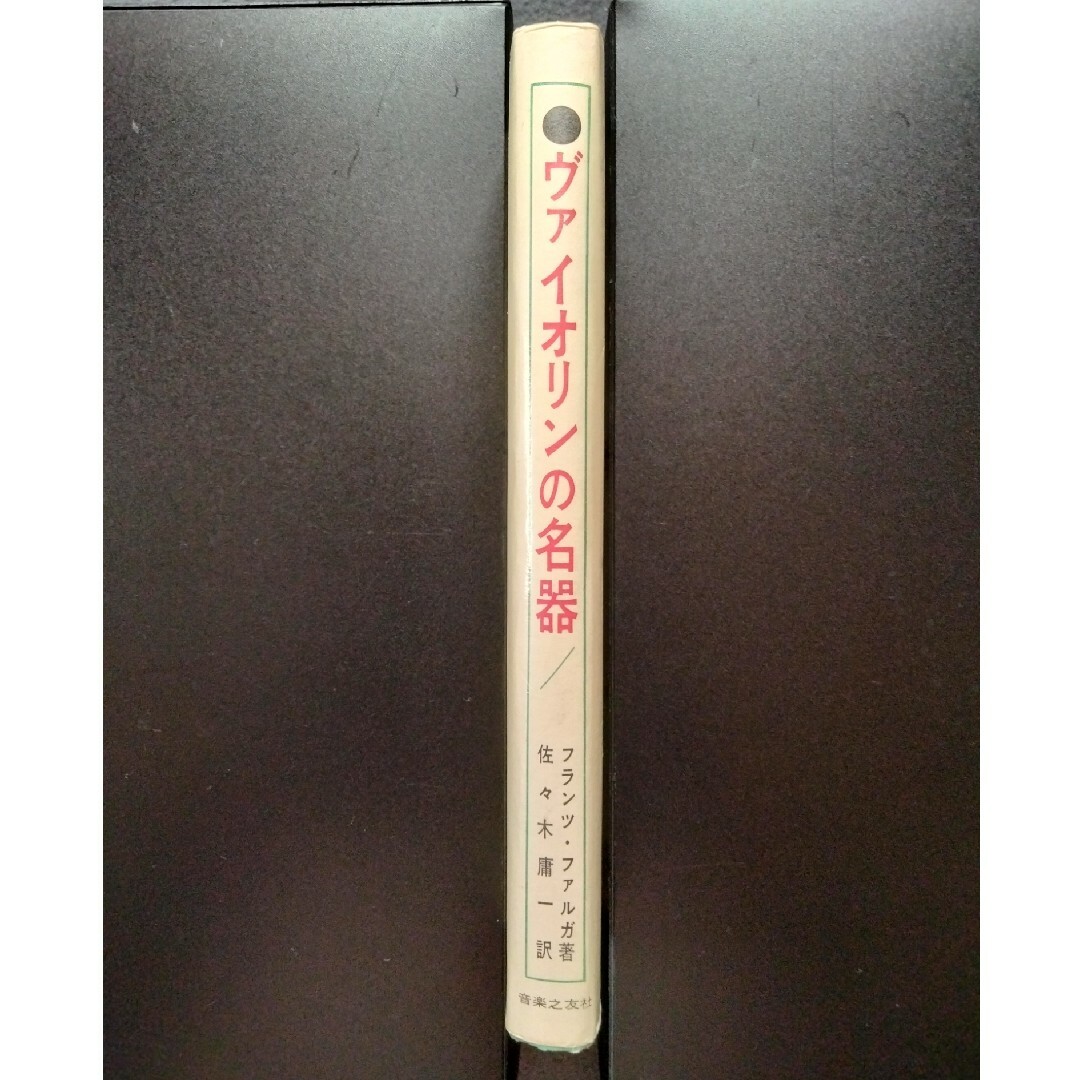 ●ヴァイオリンの名器/
フランツ・ファルガ著
佐々木庸一訳
音楽之友社